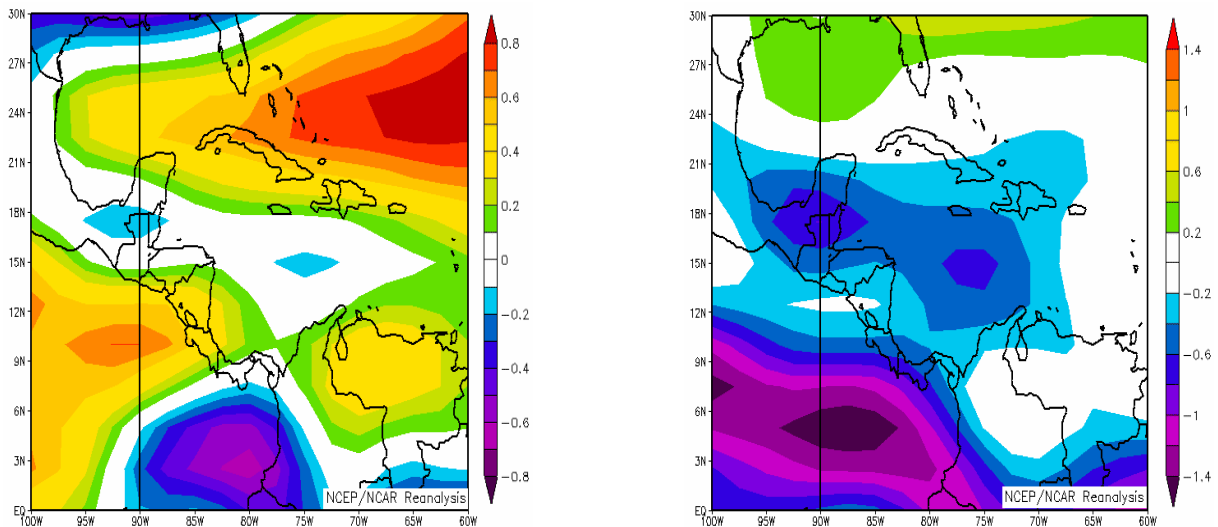 30N
27N
24N
21N
18N
15N
12N
9N
6N
3N
EQ
100W 95W 90W 85W 80W 75W 70W 65W 60W
NCEP/NCAR Reanalysis
0.8
0.6
0.4
0.2
0
-0.2
-0.4
-0.6
-0.8
30N
27N
24N
21N
18N
15N
12N
9N
6N
3N
EQ
100W 95W 90W 85W 80W 75W 70W 65W 60W
NCEP/NCAR Reanalysis
1.4
1
0.6
0.2
-0.2
-0.6
-1
-1.4